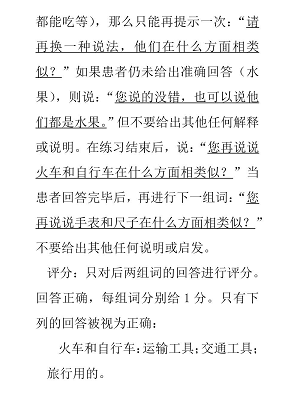 都能吃等），那么只能再提示一次：“请
再换一种说法，他们在什么方面相类
似？”如果患者仍未给出准确回答（水
果），则说：“您说的没错，也可以说他
们都是水果。”但不要给出其他任何解释
或说明。在练习结束后，说：“您再说说
火车和自行车在什么方面相类似？”当
患者回答完毕后，再进行下一组词：“您
再说说手表和尺子在什么方面相类似？”
不要给出其他任何说明或启发。
评分：只对后两组词的回答进行评分。
回答正确，每组词分别给 1 分。只有下
列的回答被视为正确：
火车和自行车：运输工具；交通工具；
旅行用的。